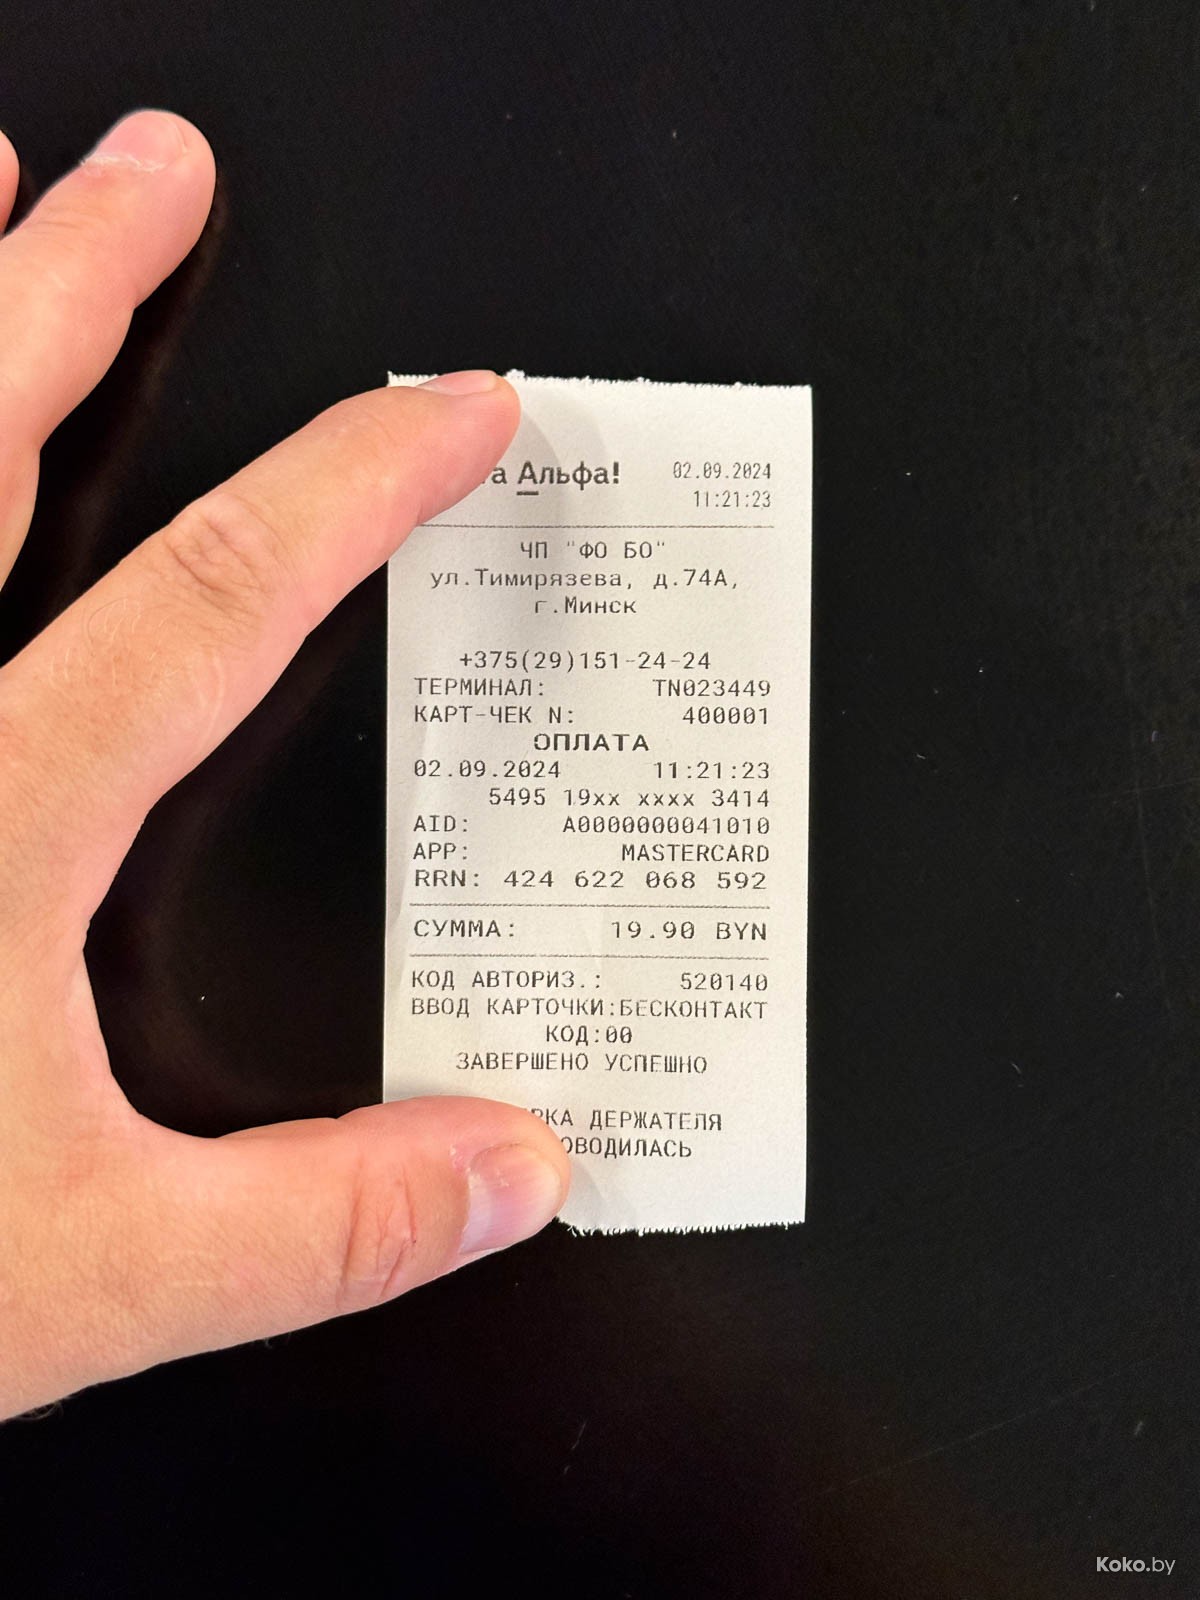 Альфа!
02.09.2024
11:21:23
ЧП "ФО БО"
ул.Тимирязева, д.74А,
г.Минск
+375(29)151-24-24
ТЕРМИНАЛ: TN023449
КАРТ-ЧЕК N: 400001
ОПЛАТА
02.09.2024 11:21:23
5495 19xx xxxx 3414
AID: A0000000041010
APP: MASTERCARD
RRN: 424 622 068 592
СУММА: 19.90 BYN
КОД АВТОРИЗ.: 520140
ВВОД КАРТОЧКИ:БЕСКОНТАКТ
КОД:00
ЗАВЕРШЕНО УСПЕШНО
ДЕРЖАТЕЛЯ
Koko.by